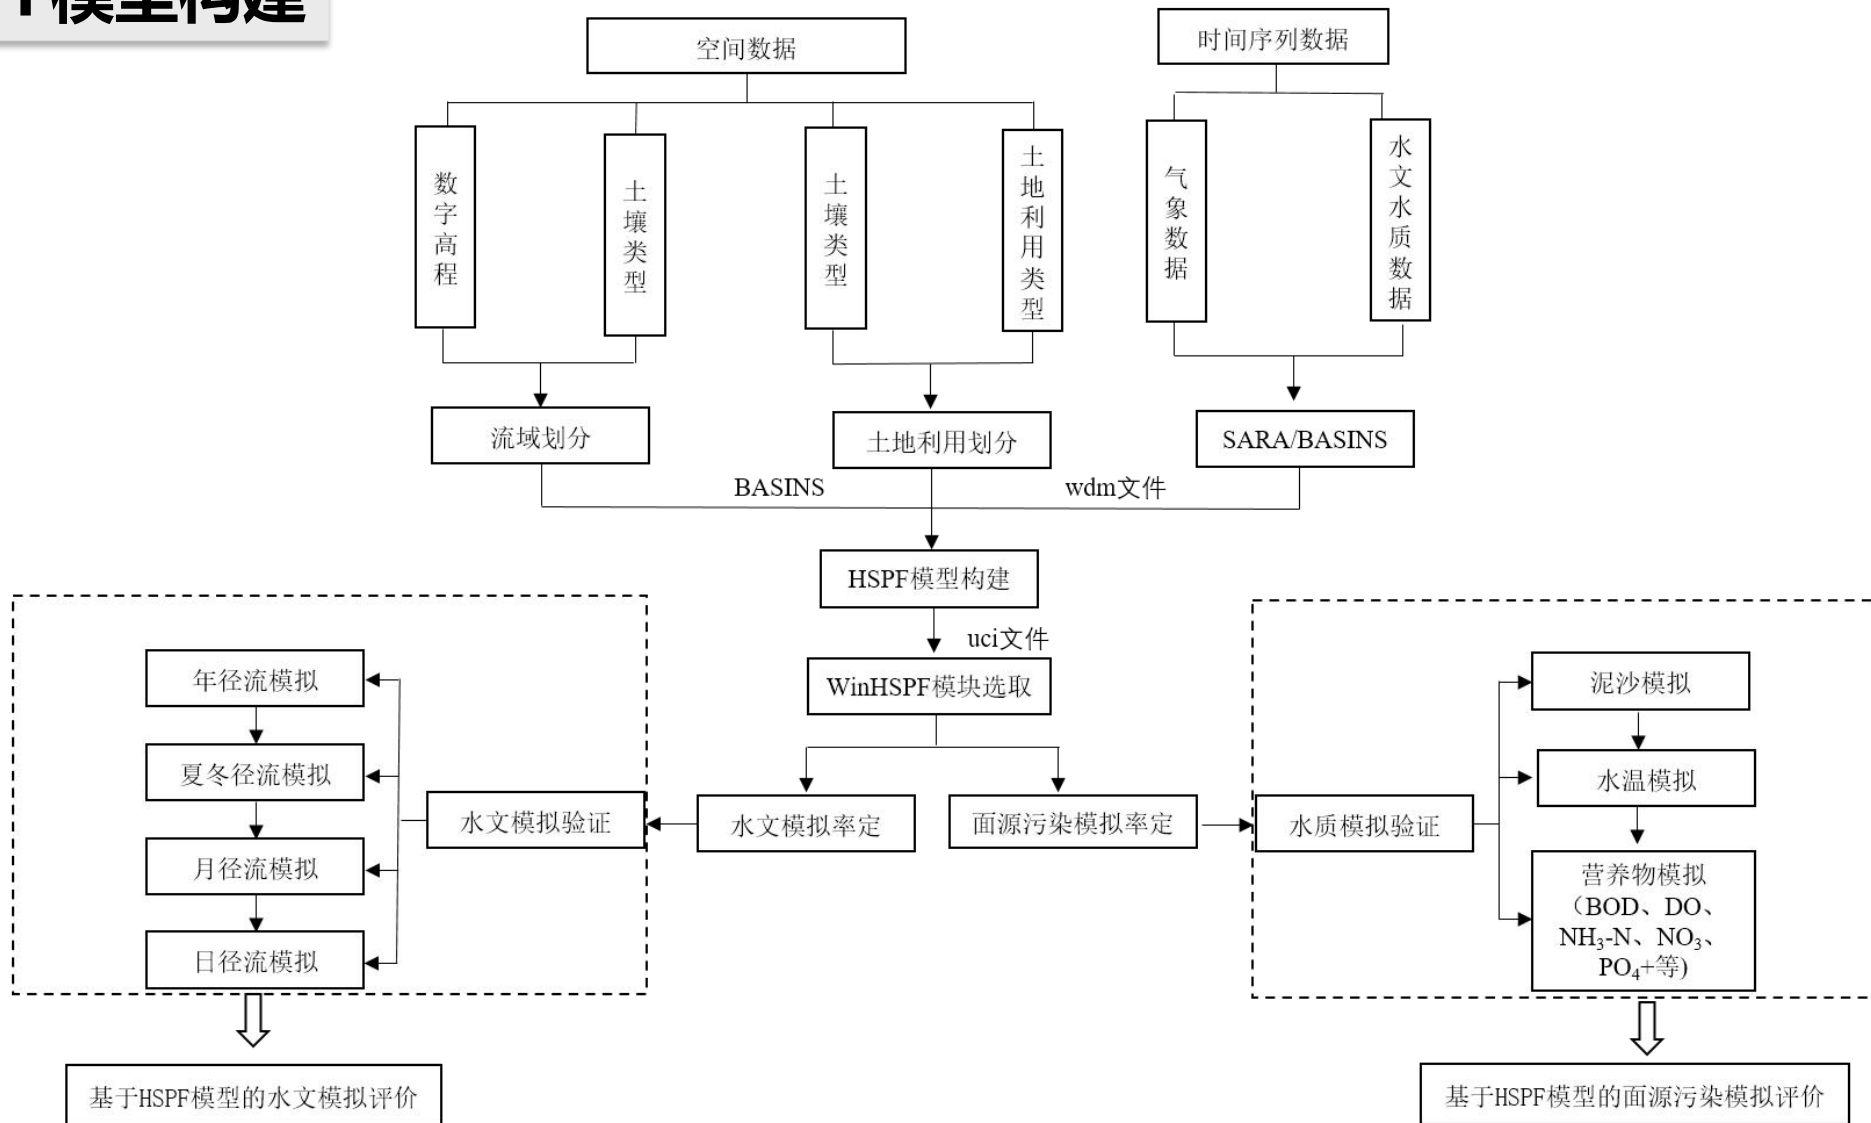 模型构建
空间数据
时间序列数据
数字高程
土壤类型
土壤类型
土地利用类型
气象数据
水文水质数据
流域划分
土地利用划分
SARA/BASINS
BASINS
wdm文件
HSPF模型构建
uci文件
WinHSPF模块选取
年径流模拟
夏冬径流模拟
月径流模拟
日径流模拟
水文模拟验证
水文模拟率定
面源污染模拟率定
水质模拟验证
泥沙模拟
水温模拟
营养物模拟
(BOD、DO、
NH₃-N、NO₃、
PO₄+等)
基于HSPF模型的水文模拟评价
基于HSPF模型的面源污染模拟评价